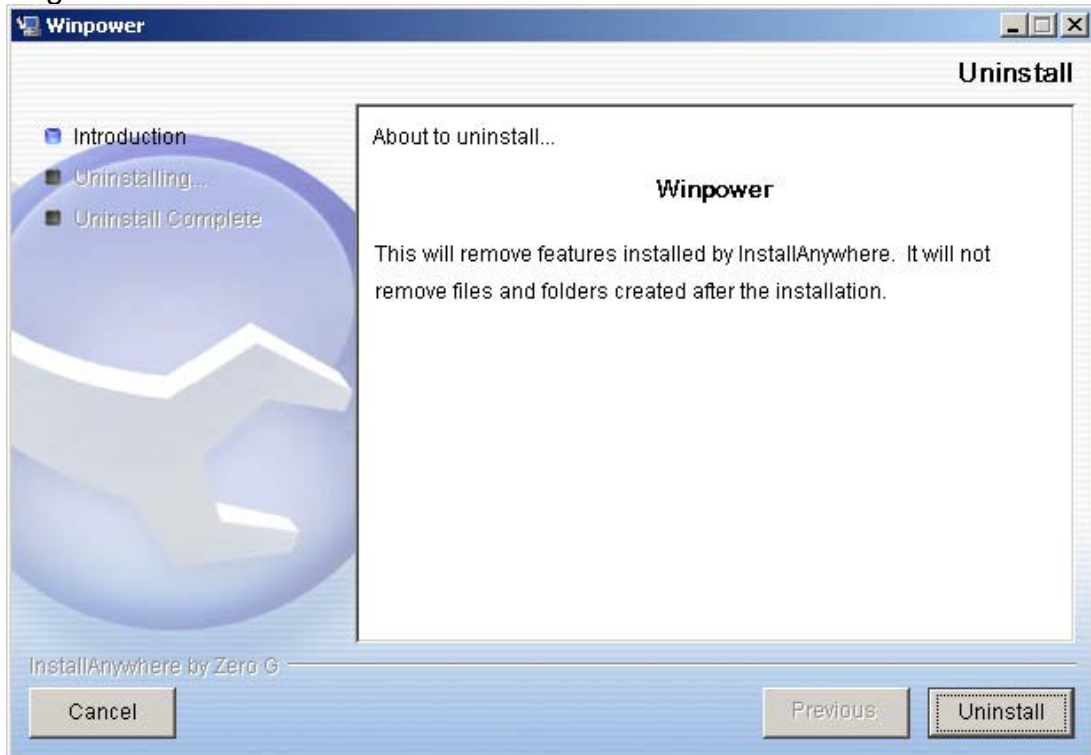 Winpower
Uninstall
Introduction
Uninstalling...
Uninstall Complete
About to uninstall...
Winpower
This will remove features installed by InstallAnywhere. It will not
remove files and folders created after the installation.
InstallAnywhere by Zero G
Cancel
Previous
Uninstall